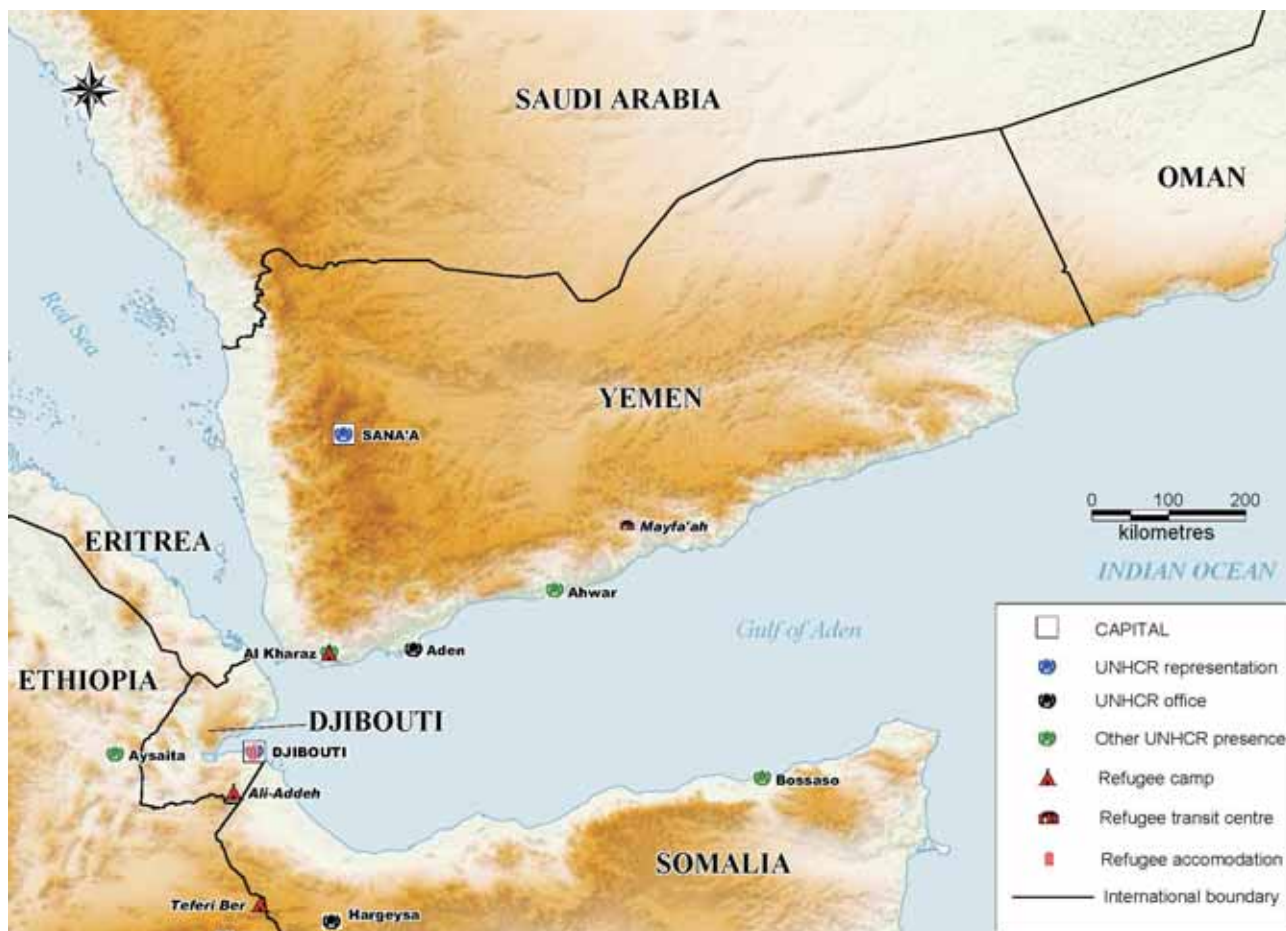 SAUDI ARABIA
OMAN
Red Sea
YEMEN
SANA'A
0 100 200
kilometres
Mayfa'ah
ERITREA
INDIAN OCEAN
Ahwar
Gulf of Aden
Al Kharaz
Aden
ETHIOPIA
DJIBOUTI
Aysaita
DJIBOUTI
Ali-Addeh
Bossaso
SOMALIA
Teferi Ber
Hargeysa
CAPITAL
UNHCR representation
UNHCR office
Other UNHCR presence
Refugee camp
Refugee transit centre
Refugee accomodation
International boundary